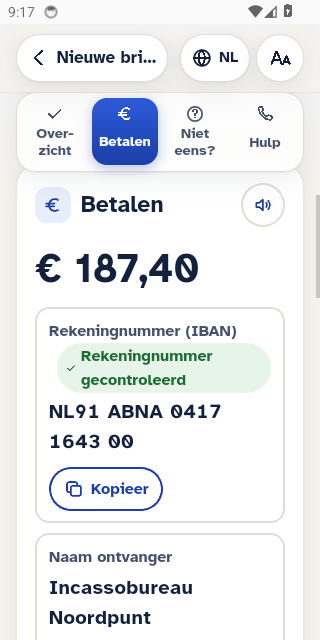 9:17
Nieuwe bri...
NL
AA
Over-
zicht
€
Betalen
Niet
eens?
Hulp
€
Betalen
€ 187,40
Rekeningnummer (IBAN)
Rekeningnummer
gecontroleerd
NL91 ABNA 0417
1643 00
Kopieer
Naam ontvanger
Incassobureau
Noordpunt